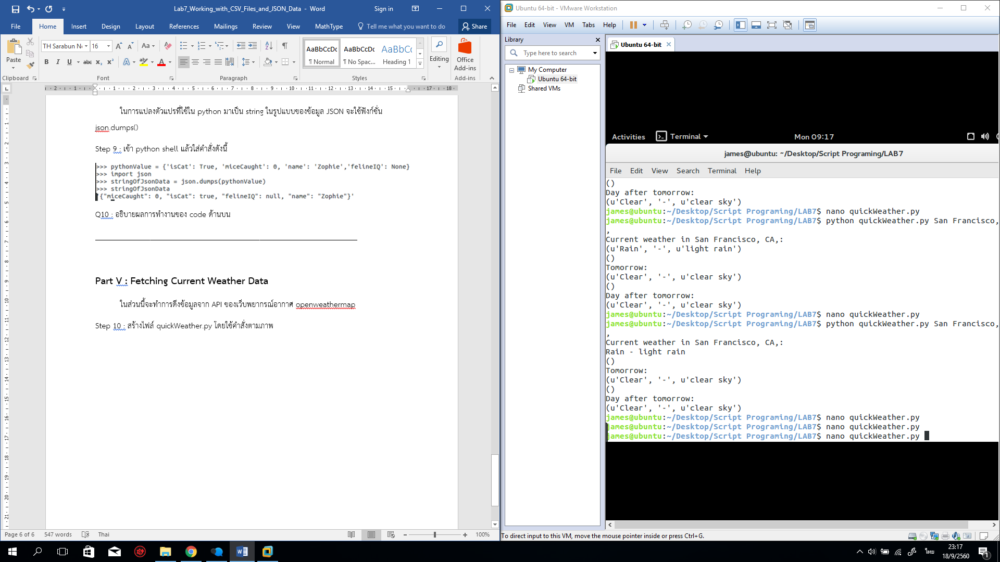 Lab7_Working_with_CSV_Files_and_JSON_Data - Word
Sign in
File Home Insert Design Layout References Mailings Review View MathType Tell me what you want to do Share
Paste
TH Sarabun N 16
AaBbCcDc AaBbCcDc AaBbCc
¶ Normal ¶ No Spac... Heading 1
Editing
Office Add-ins
Clipboard Font Paragraph Styles Add-ins
ในการแปลงตัวแปรที่ใช้ใน python มาเป็น string ในรูปแบบของข้อมูล JSON จะใช้ฟังก์ชั่น
json.dumps()
Step 9 : เข้า python shell แล้วใส่คำสั่งดังนี้
>>> pythonValue = {'isCat': True, 'miceCaught': 0, 'name': 'Zophie','felineIQ': None}
>>> import json
>>> stringOfJsonData = json.dumps(pythonValue)
>>> stringOfJsonData
'{"miceCaught": 0, "isCat": true, "felineIQ": null, "name": "Zophie"}'
Q10 : อธิบายผลการทำงานของ code ด้านบน
Part V : Fetching Current Weather Data
ในส่วนนี้จะทำการดึงข้อมูลจาก API ของเว็บพยากรณ์อากาศ openweathermap
Step 10 : สร้างไฟล์ quickWeather.py โดยใช้คำสั่งตามภาพ
Page 6 of 6 547 words Thai 100%
Ubuntu 64-bit - VMware Workstation
File Edit View VM Tabs Help
Library
Type here to search
My Computer
Ubuntu 64-bit
Shared VMs
Ubuntu 64-bit
Activities Terminal Mon 09:17
james@ubuntu: ~/Desktop/Script Programing/LAB7
File Edit View Search Terminal Help
()
Day after tomorrow:
(u'Clear', '-', u'clear sky')
james@ubuntu:~/Desktop/Script Programing/LAB7$ nano quickWeather.py
james@ubuntu:~/Desktop/Script Programing/LAB7$ python quickWeather.py San Francisco,
,
Current weather in San Francisco, CA,:
(u'Rain', '-', u'light rain')
()
Tomorrow:
(u'Clear', '-', u'clear sky')
()
Day after tomorrow:
(u'Clear', '-', u'clear sky')
james@ubuntu:~/Desktop/Script Programing/LAB7$ nano quickWeather.py
james@ubuntu:~/Desktop/Script Programing/LAB7$ python quickWeather.py San Francisco,
,
Current weather in San Francisco, CA,:
Rain - light rain
()
Tomorrow:
(u'Clear', '-', u'clear sky')
()
Day after tomorrow:
(u'Clear', '-', u'clear sky')
james@ubuntu:~/Desktop/Script Programing/LAB7$ nano quickWeather.py
james@ubuntu:~/Desktop/Script Programing/LAB7$ nano quickWeather.py
james@ubuntu:~/Desktop/Script Programing/LAB7$ nano quickWeather.py
To direct input to this VM, move the mouse pointer inside or press Ctrl+G.
ไทย
23:17
18/9/2560
1